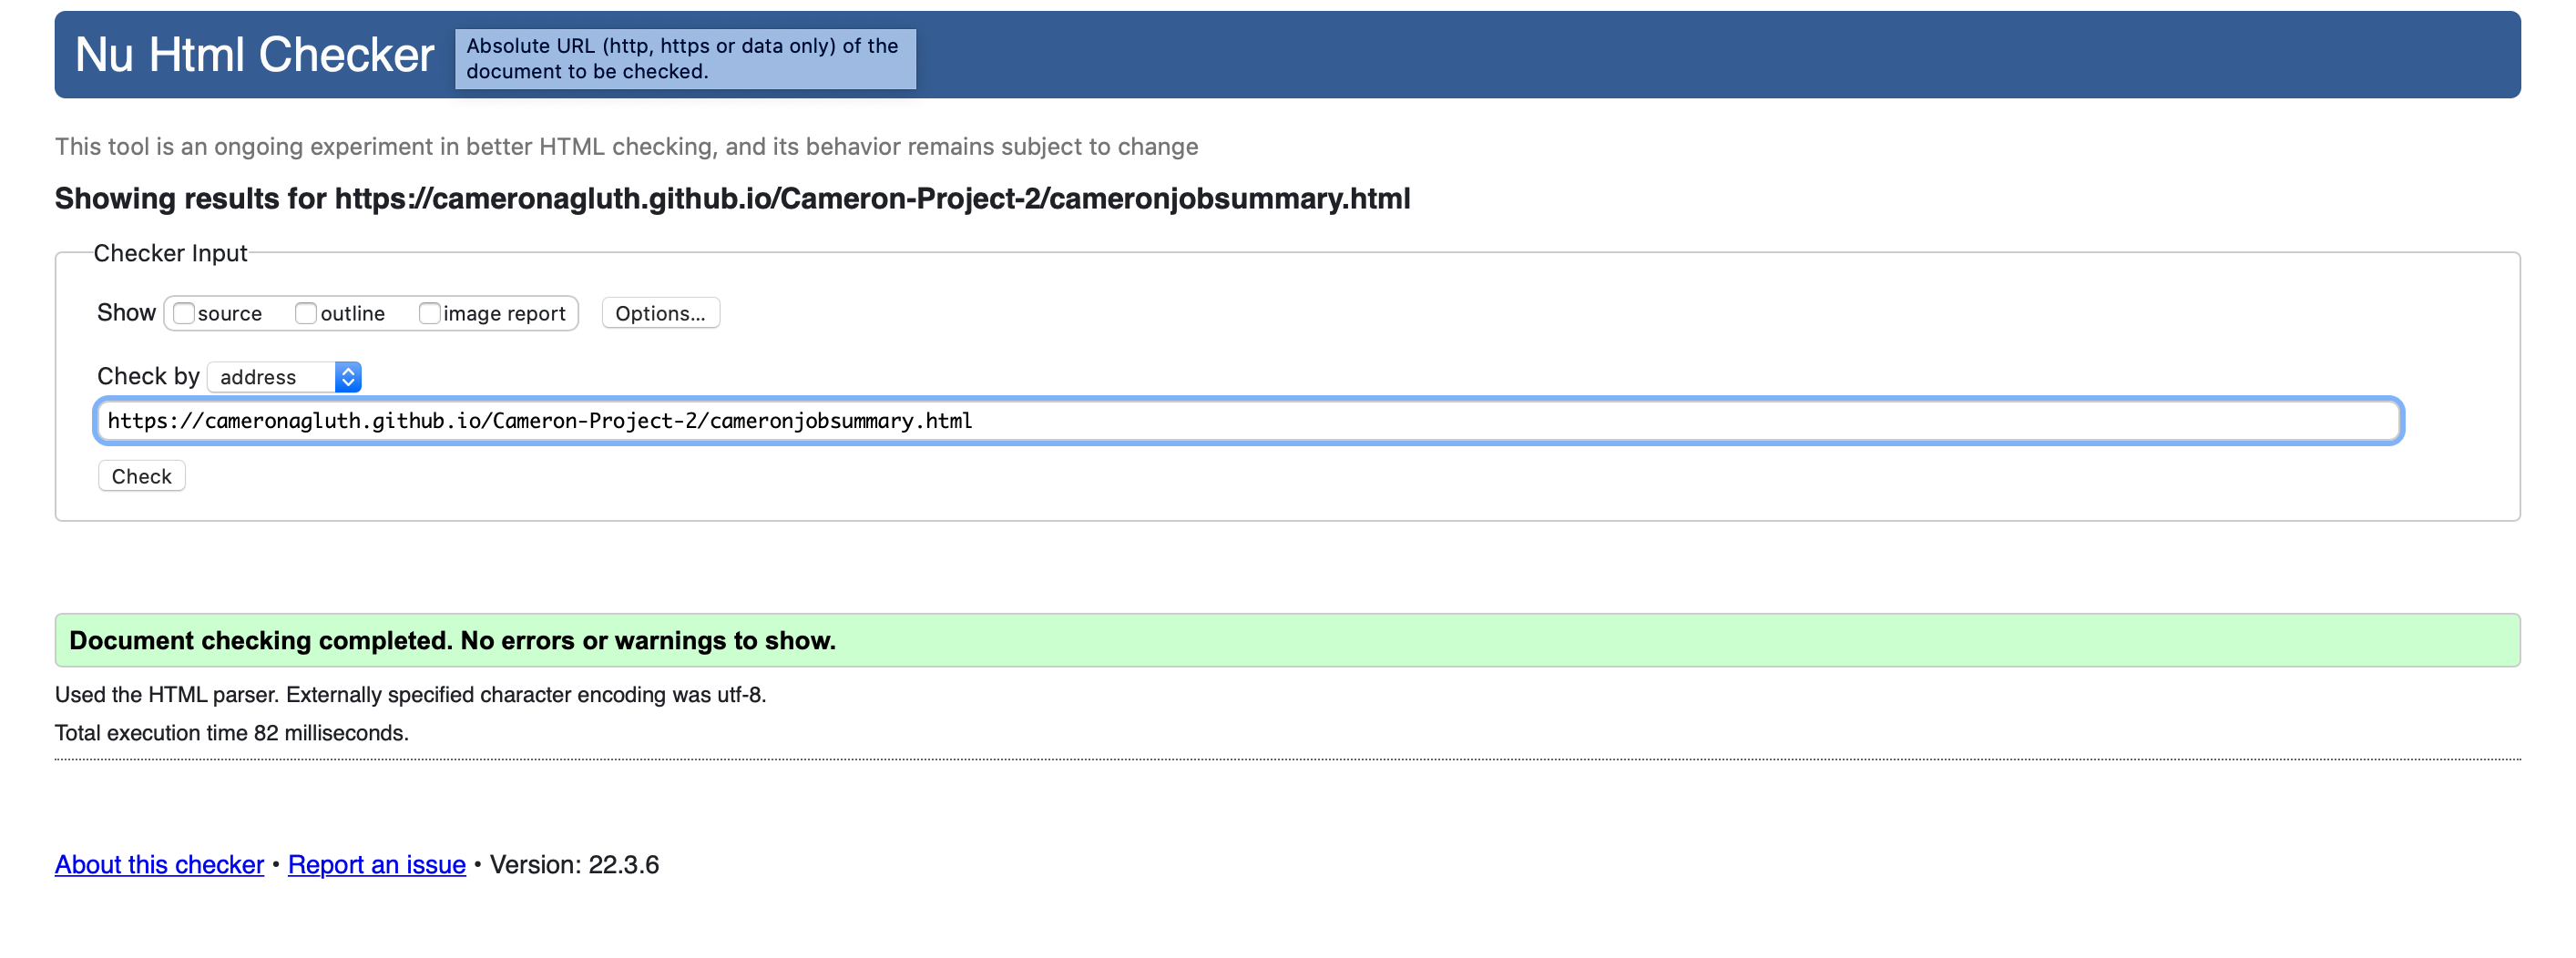 Nu Html Checker
Absolute URL (http, https or data only) of the
document to be checked.
This tool is an ongoing experiment in better HTML checking, and its behavior remains subject to change
Showing results for https://cameronagluth.github.io/Cameron-Project-2/cameronjobsummary.html
Checker Input
Show source outline image report Options...
Check by address
https://cameronagluth.github.io/Cameron-Project-2/cameronjobsummary.html
Check
Document checking completed. No errors or warnings to show.
Used the HTML parser. Externally specified character encoding was utf-8.
Total execution time 82 milliseconds.
About this checker • Report an issue • Version: 22.3.6